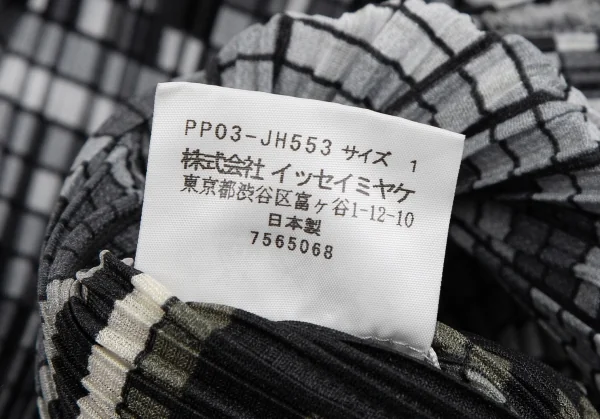 PP03-JH553 サイズ 1
株式会社 イッセイミヤケ
東京都渋谷区富ヶ谷1-12-10
日本製
7565068